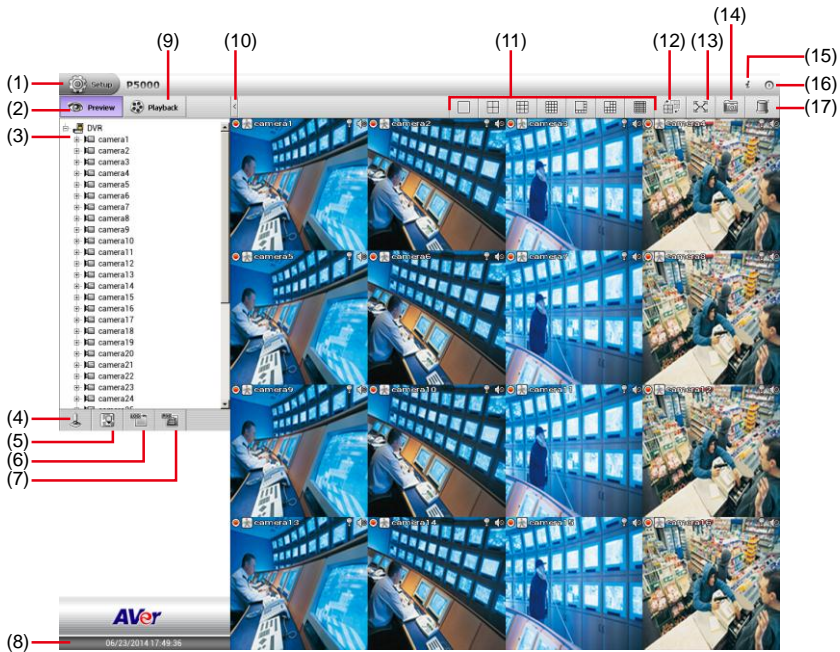 (14)
(9)
(10)
(11)
(12)
(13)
(15)
(1)
Setup
P5000
(16)
(2)
Preview
Playback
(17)
(3)
DVR
camera1
camera2
camera3
camera4
camera5
camera6
camera7
camera8
camera9
camera10
camera11
camera12
camera13
camera14
camera15
camera16
camera17
camera18
camera19
camera20
camera21
camera22
camera23
camera24
camera1
camera2
camera3
camera4
camera5
camera6
camera7
camera8
camera9
camera10
camera11
camera12
camera13
camera14
camera15
camera16
(4)
(5)
LOG
(6)
POS
(7)
AVer
(8)
06/23/2014 17:49:36